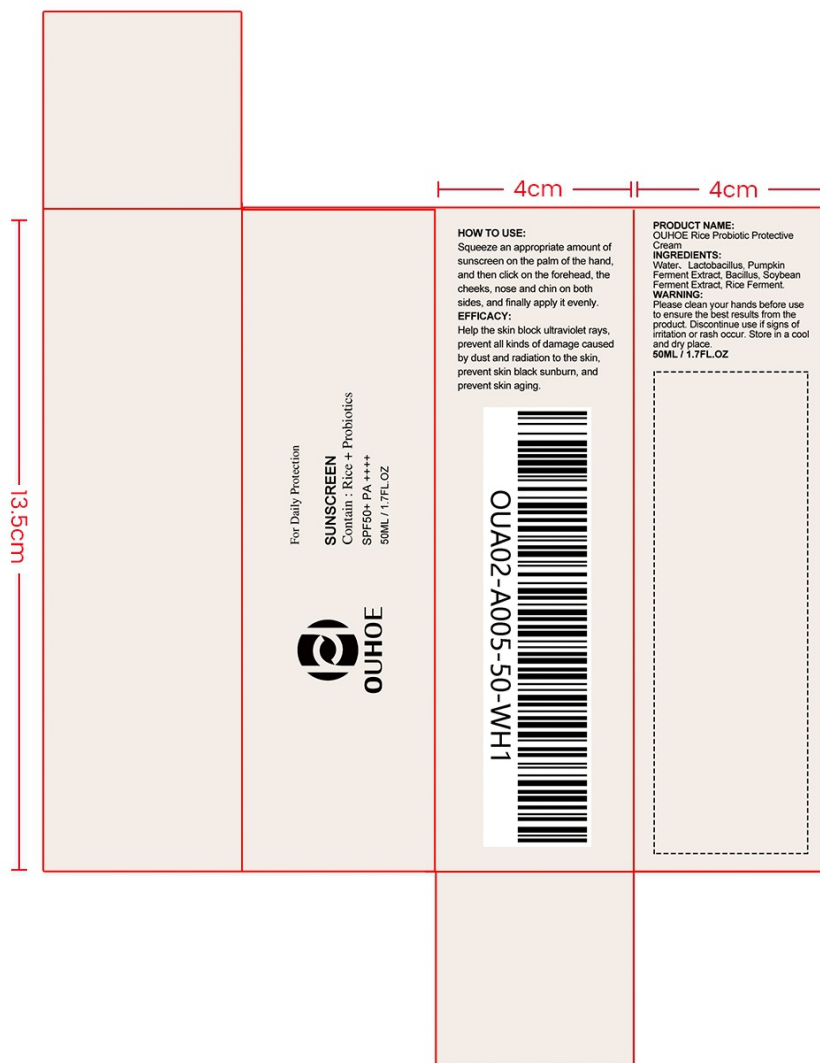 4cm
4cm
13.5cm
For Daily Protection
SUNSCREEN
Contain : Rice + Probiotics
SPF50+ PA ++++
50ML / 1.7FL.OZ
OUHOE
HOW TO USE:
Squeeze an appropriate amount of
sunscreen on the palm of the hand,
and then click on the forehead, the
cheeks, nose and chin on both
sides, and finally apply it evenly.
EFFICACY:
Help the skin block ultraviolet rays,
prevent all kinds of damage caused
by dust and radiation to the skin,
prevent skin black sunburn, and
prevent skin aging.
OUA02-A005-50-WH1
PRODUCT NAME:
OUHOE Rice Probiotic Protective
Cream
INGREDIENTS:
Water、Lactobacillus, Pumpkin
Ferment Extract, Bacillus, Soybean
Ferment Extract, Rice Ferment.
WARNING:
Please clean your hands before use
to ensure the best results from the
product. Discontinue use if signs of
irritation or rash occur. Store in a cool
and dry place.
50ML / 1.7FL.OZ